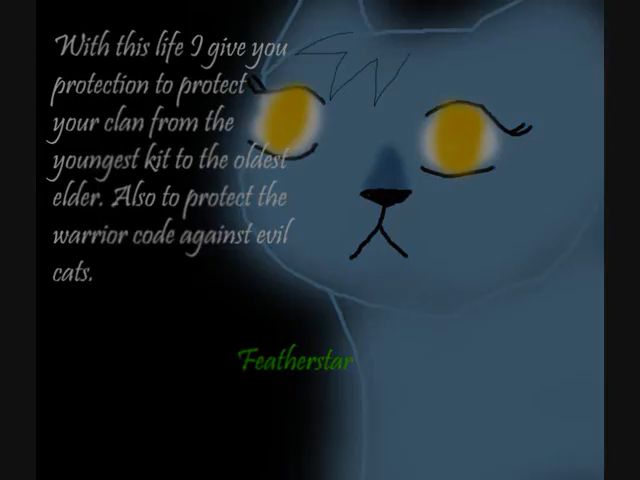 With this life I give you
protection to protect
your clan from the
youngest kit to the oldest
elder. Also to protect the
warrior code against evil
cats.
Featherstar